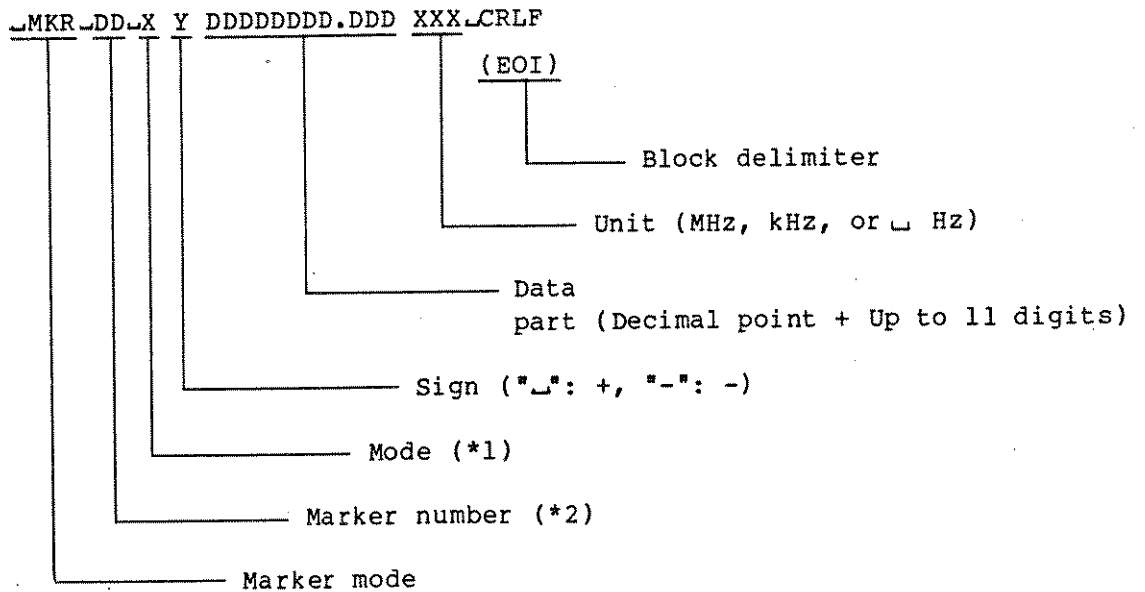 ␣MKR␣DD␣X Y DDDDDDDD.DDD XXX␣CRLF
(EOI)
Block delimiter
Unit (MHz, kHz, or ␣ Hz)
Data
part (Decimal point + Up to 11 digits)
Sign ("␣": +, "-": -)
Mode (*1)
Marker number (*2)
Marker mode